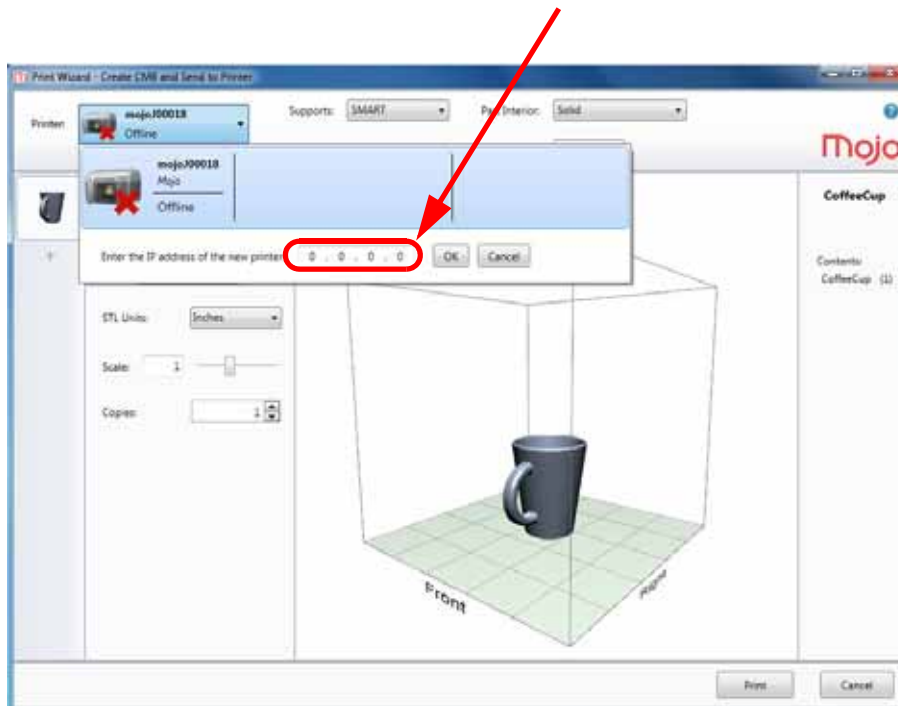 Print Wizard - Create CMB and Send to Printer
Printer: mojoJ00018
Offline
Supports: SMART
Part Interior: Solid
?
Mojo
mojoJ00018
Mojo
Offline
Enter the IP address of the new printer 0 . 0 . 0 . 0 OK Cancel
CoffeeCup
Contents:
CoffeeCup (1)
+
STL Units: Inches
Scale: 1
Copies: 1
Front
Right
Print Cancel